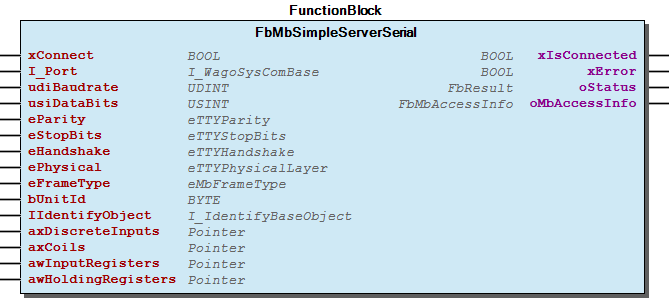 FunctionBlock
FbMbSimpleServerSerial
xConnect BOOL BOOL xIsConnected
I_Port I_WagoSysComBase BOOL xError
udiBaudrate UDINT FbResult oStatus
usiDataBits USINT FbMbAccessInfo oMbAccessInfo
eParity eTTYParity
eStopBits eTTYStopBits
eHandshake eTTYHandshake
ePhysical eTTYPhysicalLayer
eFrameType eMbFrameType
bUnitId BYTE
IIdentifyObject I_IdentifyBaseObject
axDiscreteInputs Pointer
axCoils Pointer
awInputRegisters Pointer
awHoldingRegisters Pointer